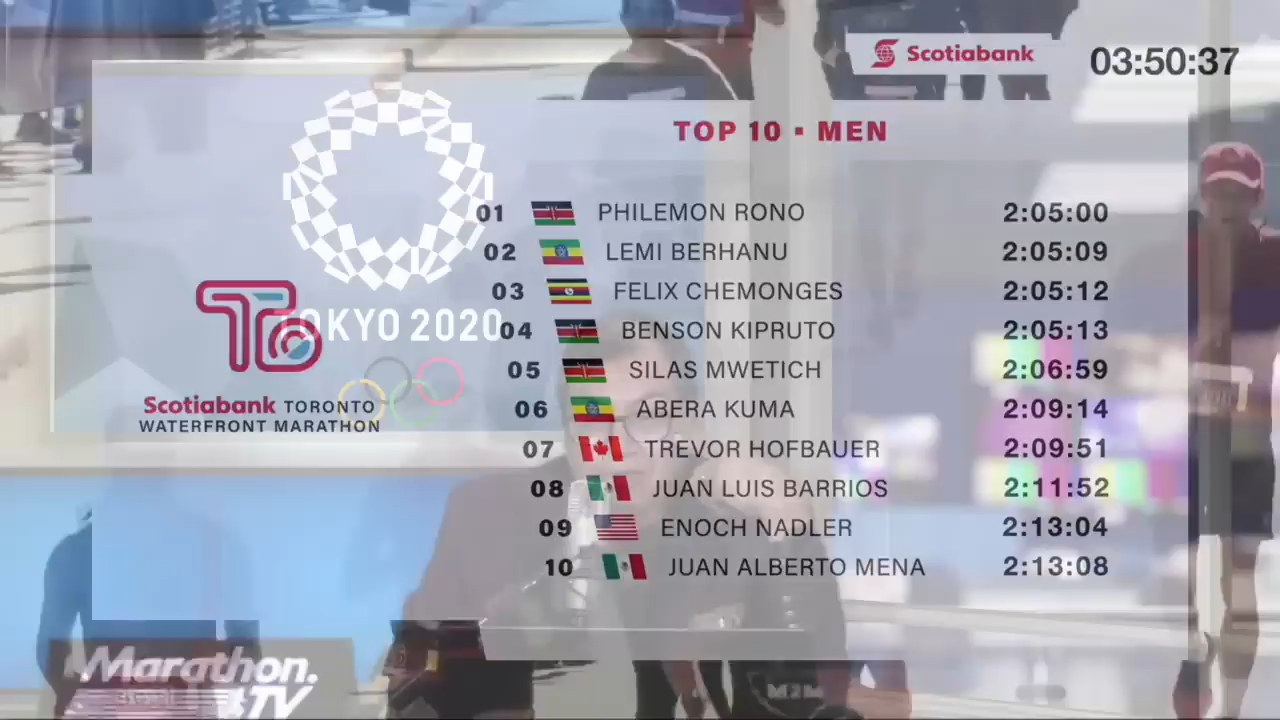 Scotiabank
03:50:37
TOP 10 ▪ MEN
01 PHILEMON RONO 2:05:00
02 LEMI BERHANU 2:05:09
03 FELIX CHEMONGES 2:05:12
04 BENSON KIPRUTO 2:05:13
05 SILAS MWETICH 2:06:59
06 ABERA KUMA 2:09:14
07 TREVOR HOFBAUER 2:09:51
08 JUAN LUIS BARRIOS 2:11:52
09 ENOCH NADLER 2:13:04
10 JUAN ALBERTO MENA 2:13:08
TO
OKYO 2020
Scotiabank TORONTO
WATERFRONT MARATHON
Marathon.
TV